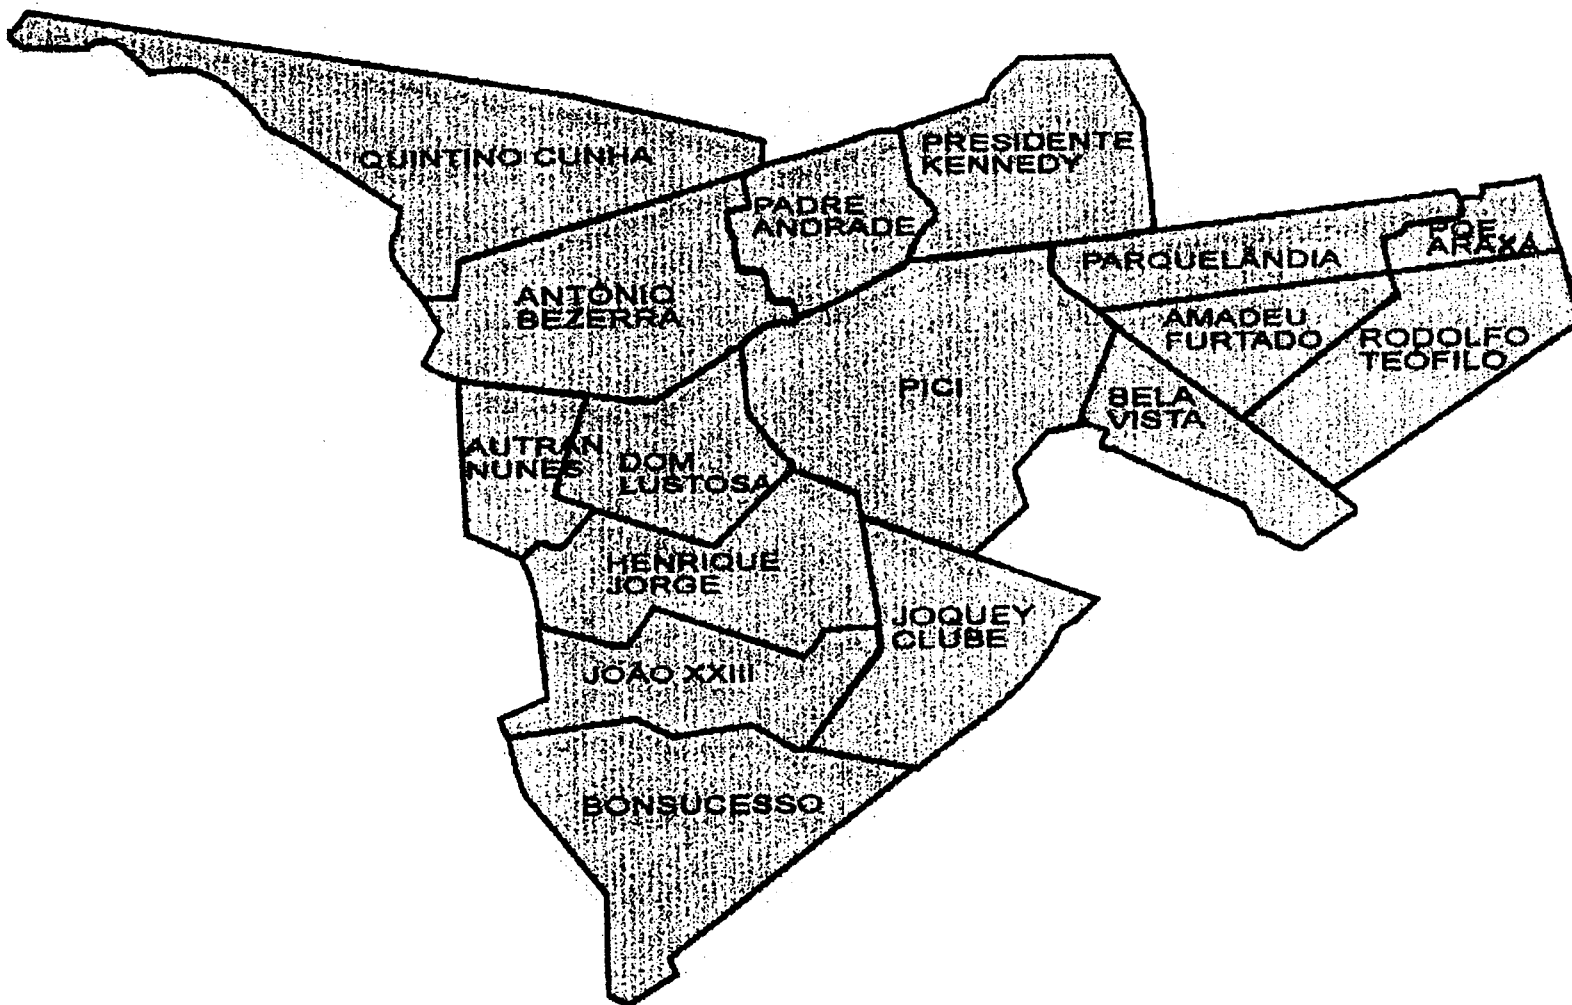 QUINTINO CUNHA
PRESIDENTE
KENNEDY
PADRE
ANDRADE
PARQUELÂNDIA
PQE
ARAXÁ
ANTÔNIO
BEZERRA
AMADEU
FURTADO
RODOLFO
TEÓFILO
PICI
BELA
VISTA
AUTRAN
NUNES
DOM
LUSTOSA
HENRIQUE
JORGE
JOQUEY
CLUBE
JOÃO XXIII
BONSUCESSO